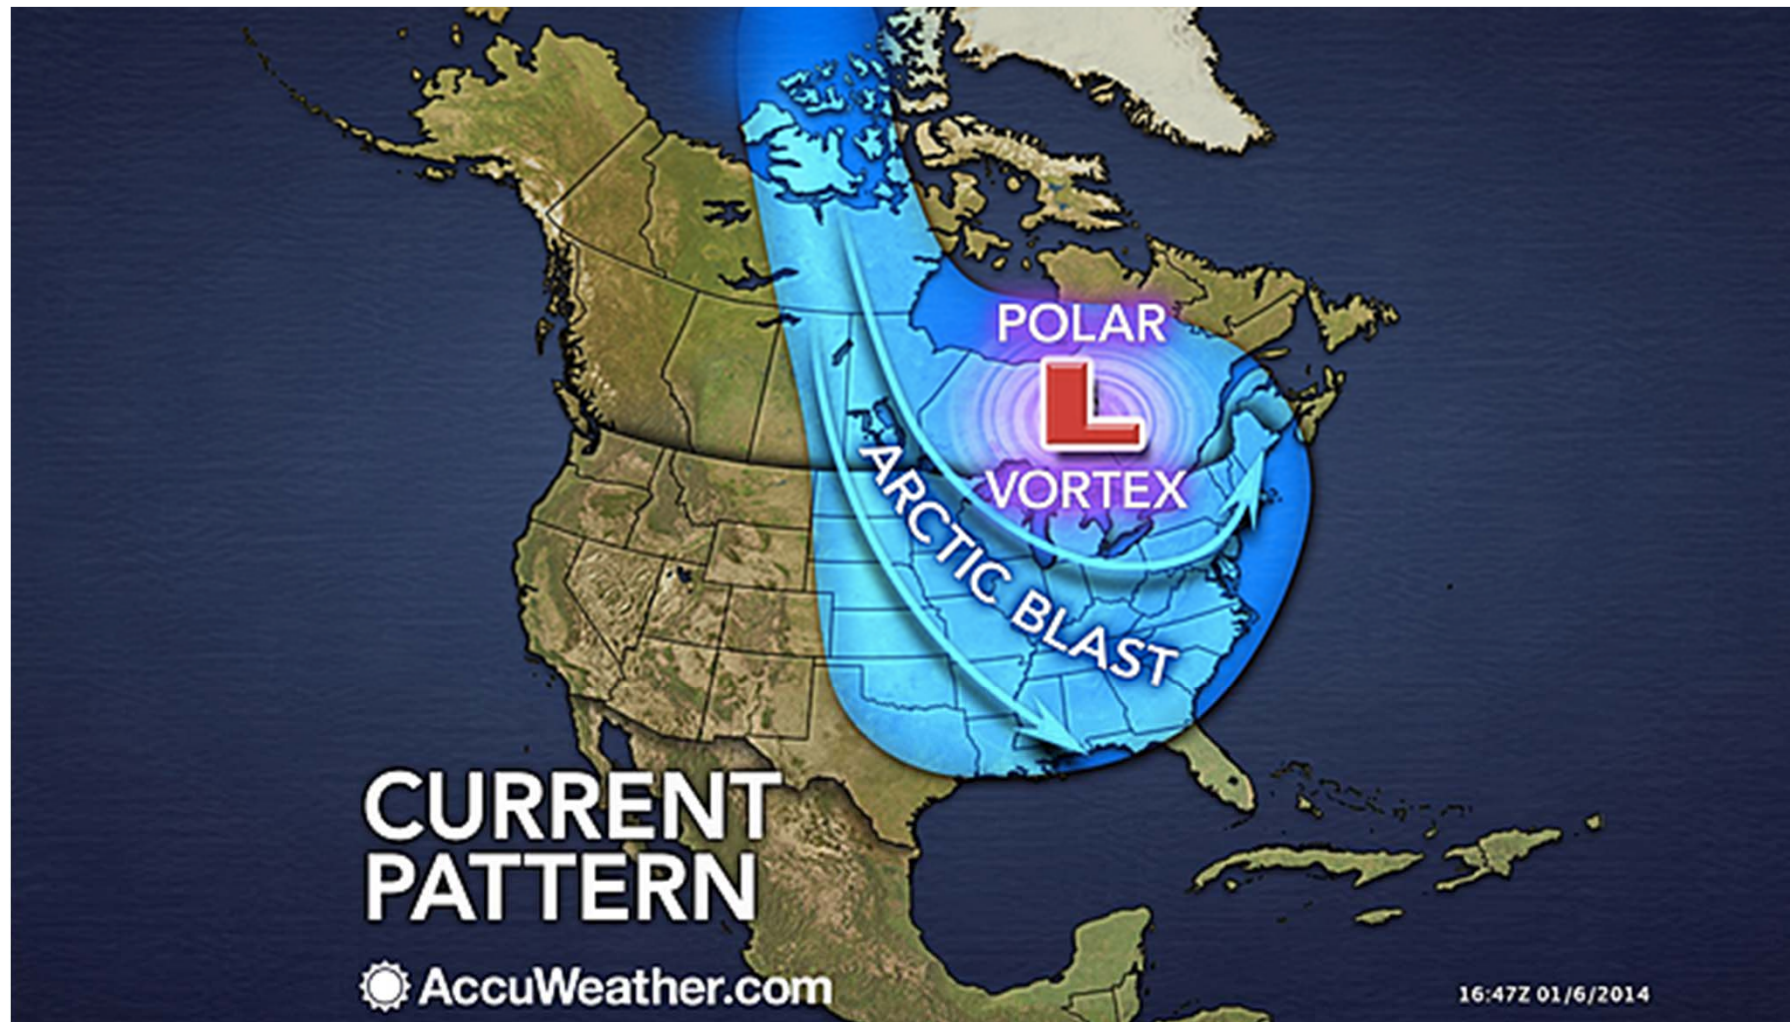 POLAR
L
VORTEX
ARCTIC BLAST
CURRENT
PATTERN
AccuWeather.com
16:47Z 01/6/2014